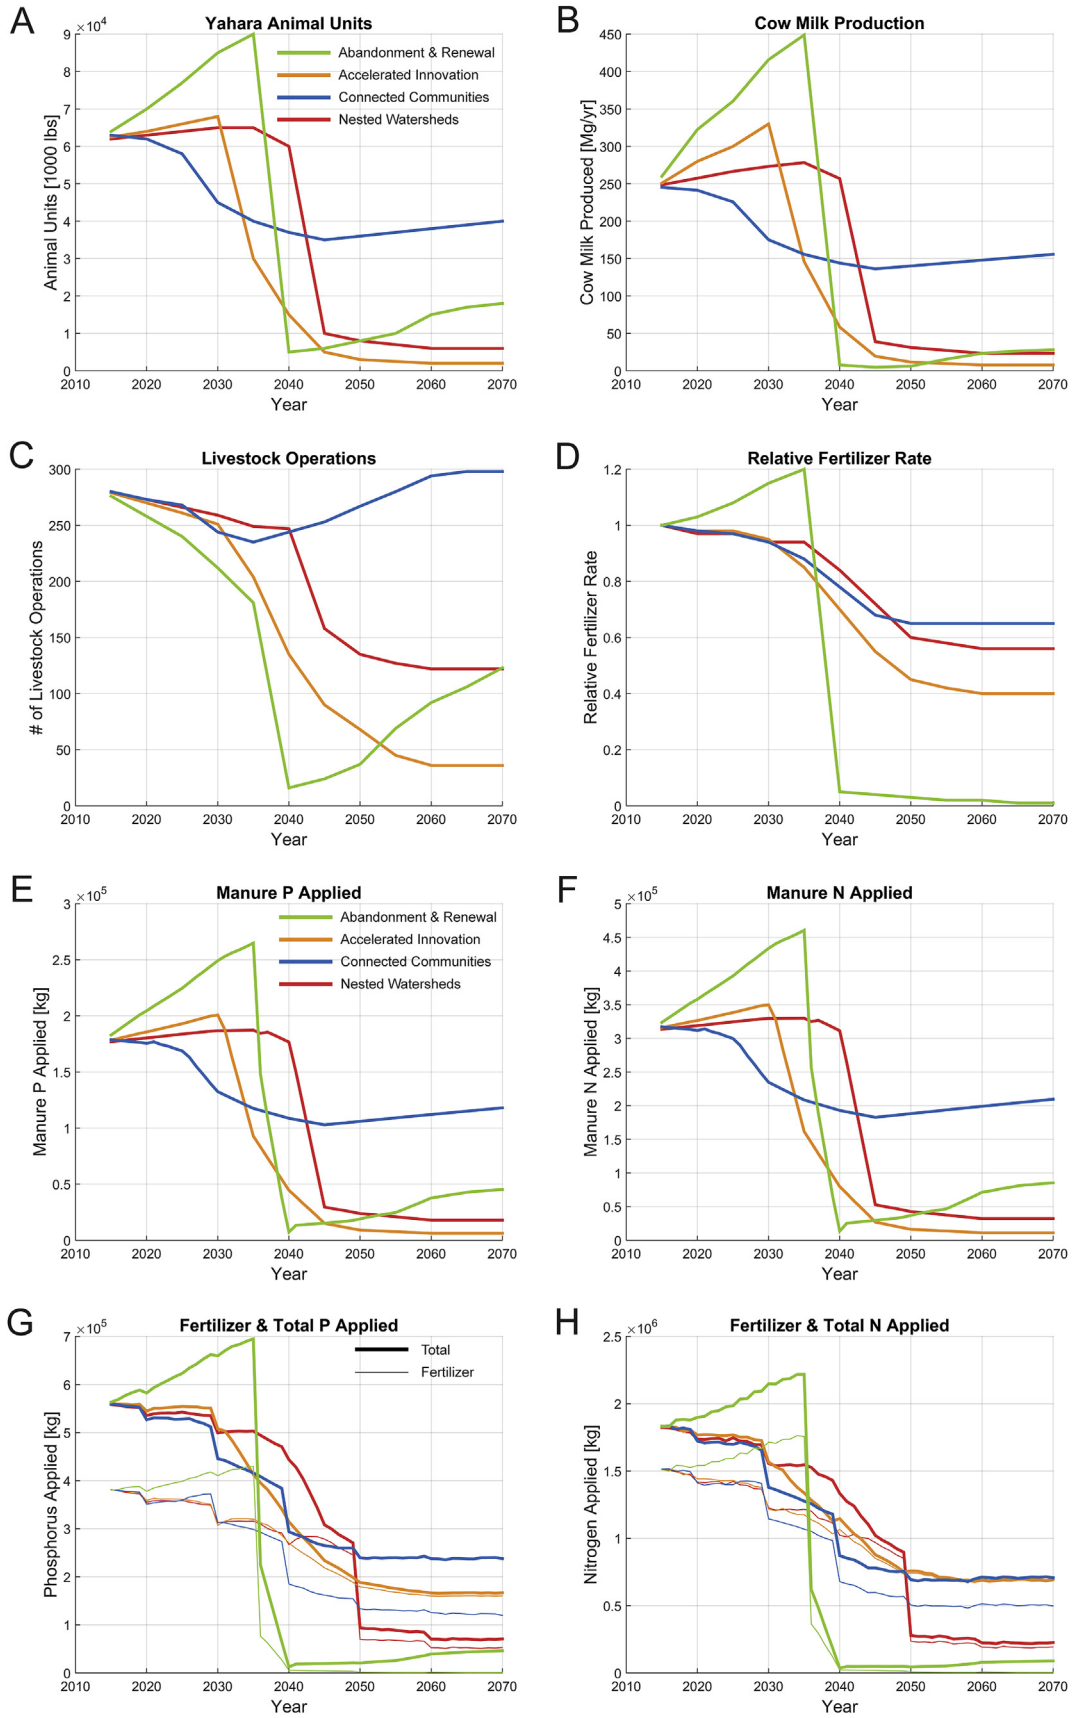 A
Yahara Animal Units
×10⁴
Animal Units [1000 lbs]
9
8
7
6
5
4
3
2
1
0
Abandonment & Renewal
Accelerated Innovation
Connected Communities
Nested Watersheds
2010 2020 2030 2040 2050 2060 2070
Year
B
Cow Milk Production
Cow Milk Produced [Mg/yr]
450
400
350
300
250
200
150
100
50
0
2010 2020 2030 2040 2050 2060 2070
Year
C
Livestock Operations
# of Livestock Operations
300
250
200
150
100
50
0
2010 2020 2030 2040 2050 2060 2070
Year
D
Relative Fertilizer Rate
Relative Fertilizer Rate
1.2
1
0.8
0.6
0.4
0.2
0
2010 2020 2030 2040 2050 2060 2070
Year
E
Manure P Applied
×10⁵
Manure P Applied [kg]
3
2.5
2
1.5
1
0.5
0
Abandonment & Renewal
Accelerated Innovation
Connected Communities
Nested Watersheds
2010 2020 2030 2040 2050 2060 2070
Year
F
Manure N Applied
×10⁵
Manure N Applied [kg]
5
4.5
4
3.5
3
2.5
2
1.5
1
0.5
0
2010 2020 2030 2040 2050 2060 2070
Year
G
Fertilizer & Total P Applied
×10⁵
Phosphorus Applied [kg]
7
6
5
4
3
2
1
0
Total
Fertilizer
2010 2020 2030 2040 2050 2060 2070
Year
H
Fertilizer & Total N Applied
×10⁶
Nitrogen Applied [kg]
2.5
2
1.5
1
0.5
0
2010 2020 2030 2040 2050 2060 2070
Year